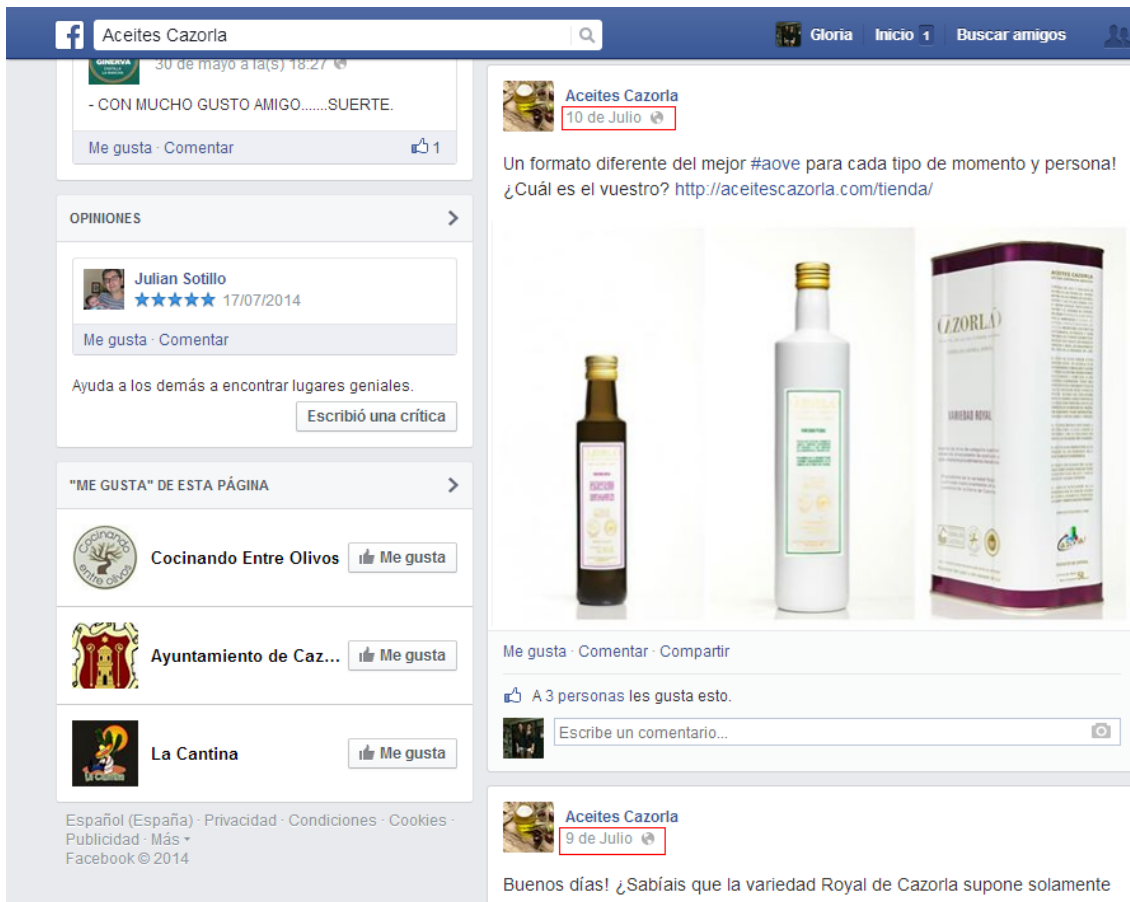 Aceites Cazorla
Gloria Inicio 1 Buscar amigos
GINERVA
30 de mayo a la(s) 18:27
- CON MUCHO GUSTO AMIGO.......SUERTE.
Me gusta · Comentar 1
OPINIONES
Julian Sotillo
17/07/2014
Me gusta · Comentar
Ayuda a los demás a encontrar lugares geniales.
Escribió una crítica
"ME GUSTA" DE ESTA PÁGINA
Cocinando entre olivos
Cocinando Entre Olivos Me gusta
Ayuntamiento de Caz... Me gusta
La Cantina Me gusta
Español (España) · Privacidad · Condiciones · Cookies ·
Publicidad · Más
Facebook © 2014
Aceites Cazorla
10 de Julio
Un formato diferente del mejor #aove para cada tipo de momento y persona!
¿Cuál es el vuestro? http://aceitescazorla.com/tienda/
CAZORLA
VARIEDAD ROYAL
ACEITES CAZORLA
Me gusta · Comentar · Compartir
A 3 personas les gusta esto.
Escribe un comentario...
Aceites Cazorla
9 de Julio
Buenos días! ¿Sabíais que la variedad Royal de Cazorla supone solamente